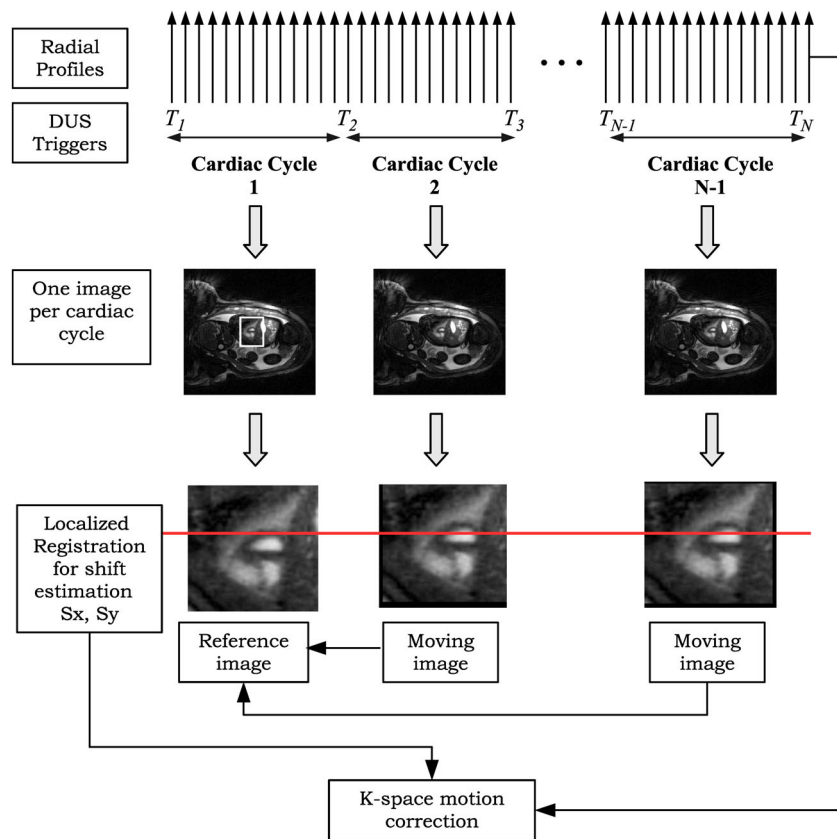 Radial
Profiles
• • •
DUS
Triggers
T1 T2 T3 TN-1 TN
Cardiac Cycle
1
Cardiac Cycle
2
Cardiac Cycle
N-1
One image
per cardiac
cycle
Localized
Registration
for shift
estimation
Sx, Sy
Reference
image
Moving
image
Moving
image
K-space motion
correction